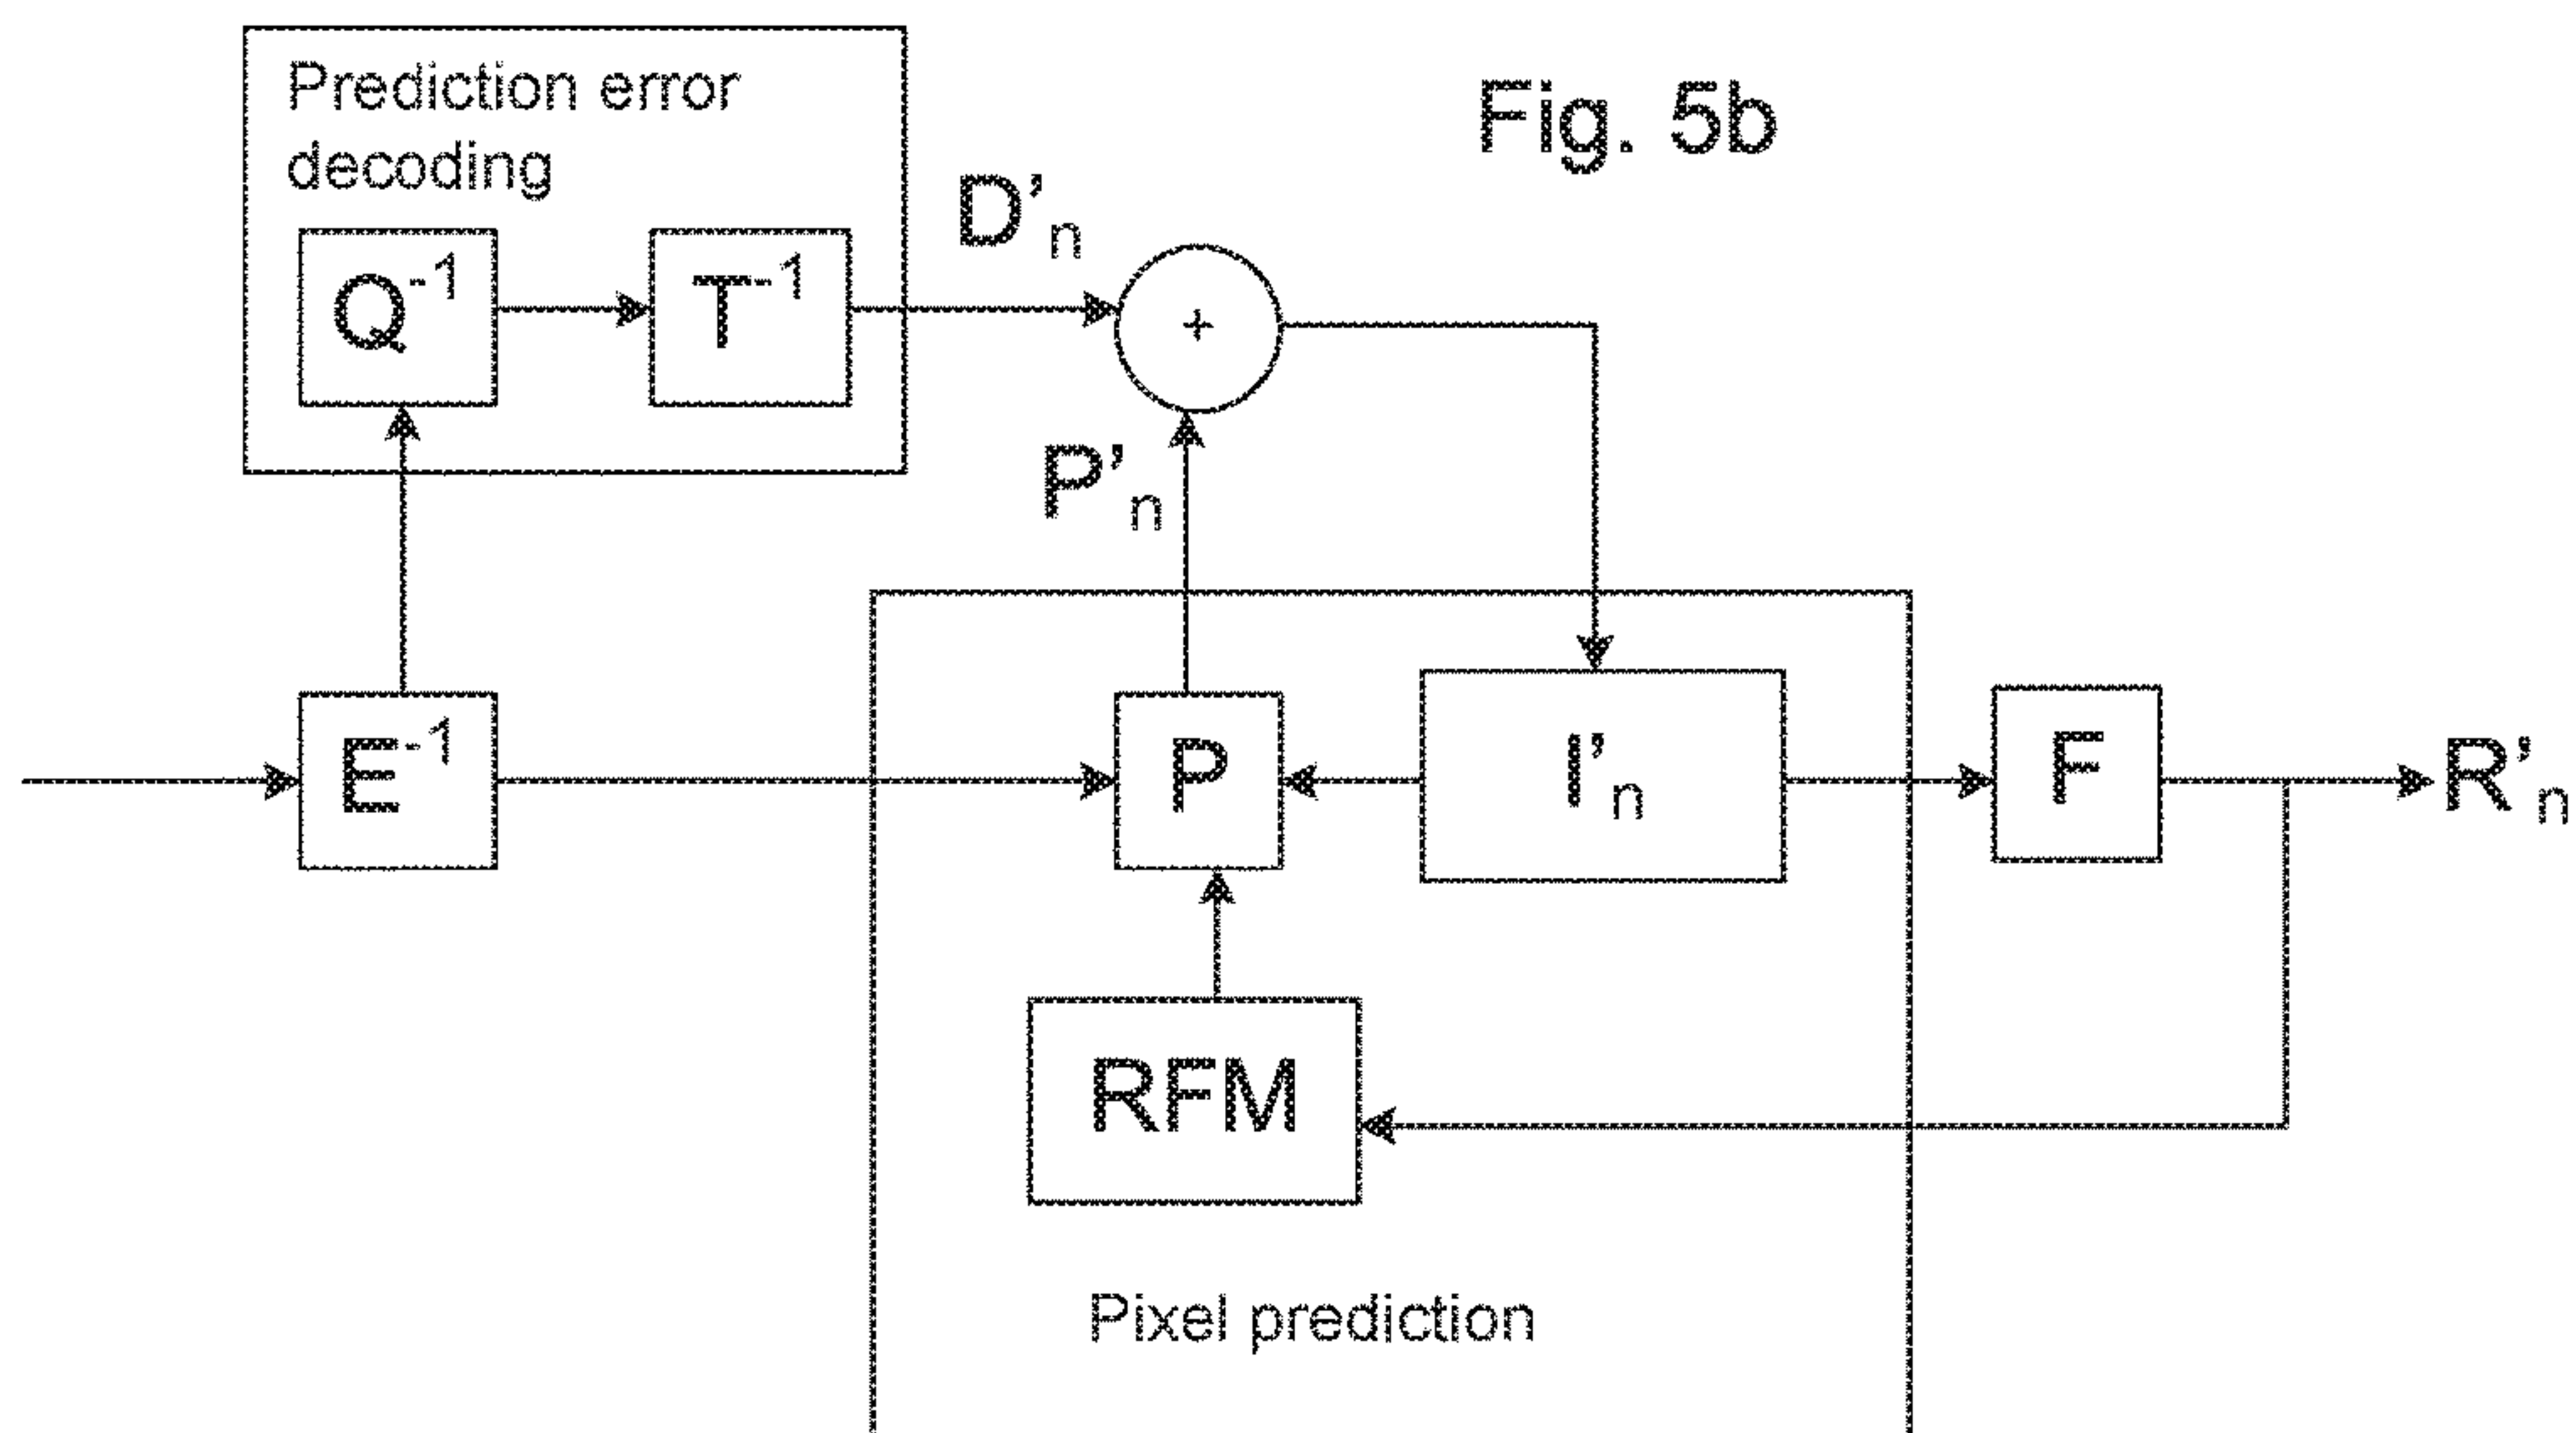 Prediction error
decoding
Fig. 5b
Q-1
T-1
D'n
+
P'n
E-1
P
I'n
F
R'n
RFM
Pixel prediction